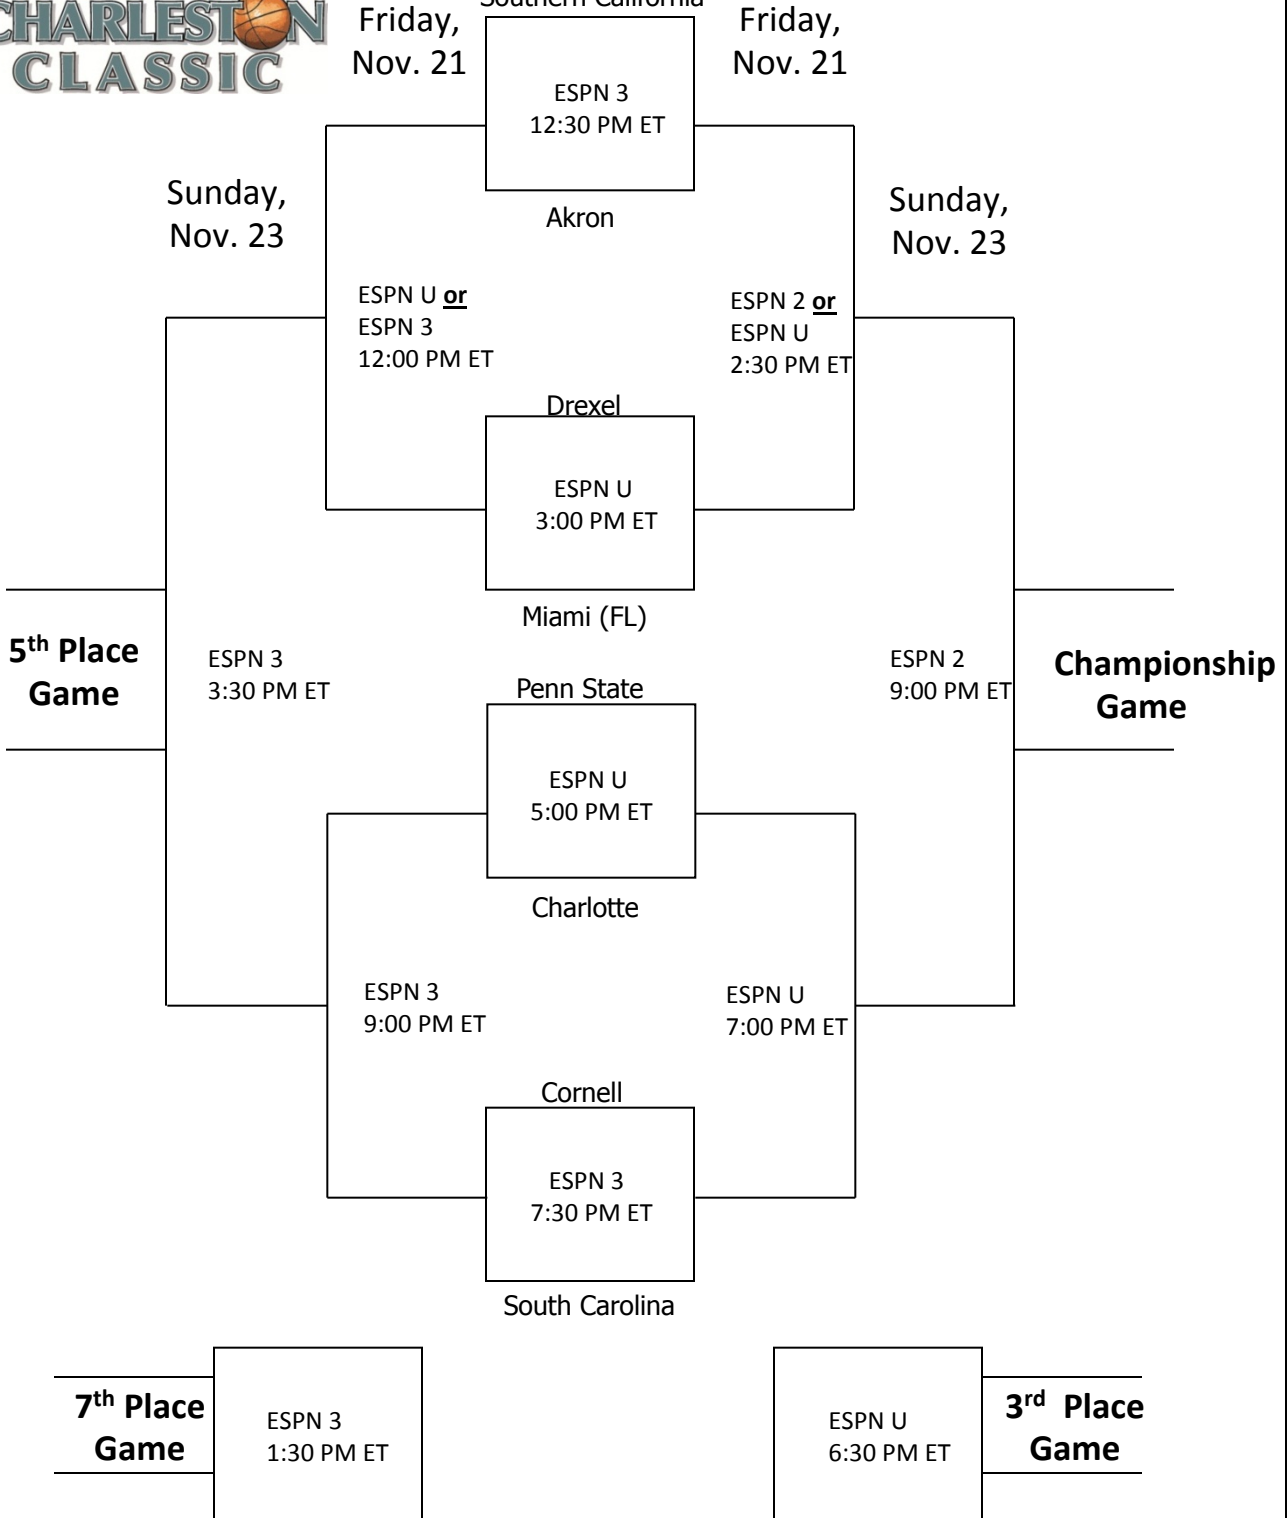 Southern California
CHARLESTON
CLASSIC
Friday,
Nov. 21
Friday,
Nov. 21
ESPN 3
12:30 PM ET
Akron
Sunday,
Nov. 23
Sunday,
Nov. 23
ESPN U or
ESPN 3
12:00 PM ET
ESPN 2 or
ESPN U
2:30 PM ET
Drexel
ESPN U
3:00 PM ET
Miami (FL)
5th Place
Game
ESPN 3
3:30 PM ET
ESPN 2
9:00 PM ET
Championship
Game
Penn State
ESPN U
5:00 PM ET
Charlotte
ESPN 3
9:00 PM ET
ESPN U
7:00 PM ET
Cornell
ESPN 3
7:30 PM ET
South Carolina
7th Place
Game
ESPN 3
1:30 PM ET
ESPN U
6:30 PM ET
3rd Place
Game